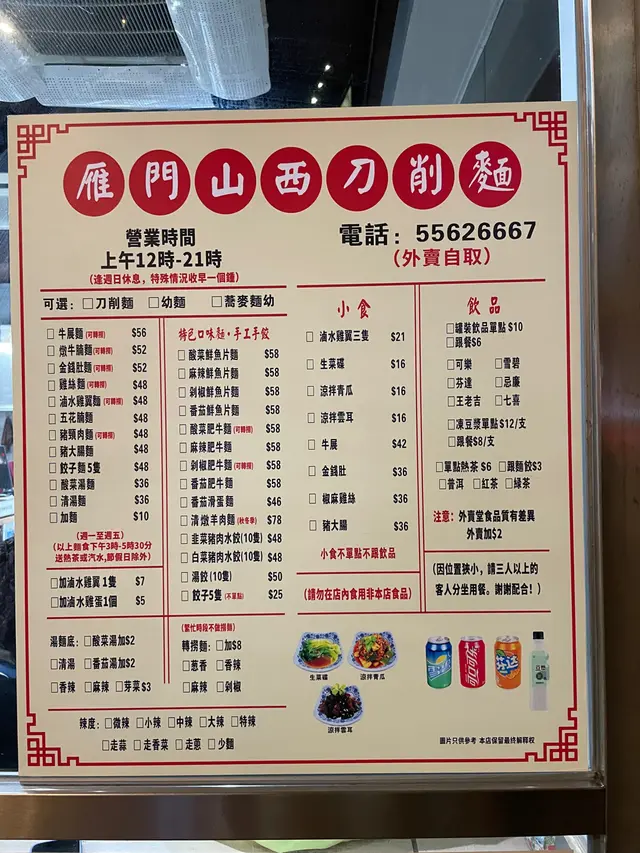 雁門山西刀削麵
營業時間
上午12時-21時
(逢週日休息，特殊情況收早一個鐘)
電話：55626667
(外賣自取)
可選：□刀削麵 □幼麵 □蕎麥麵幼
□ 牛展麵(可轉撈) $56
□ 燉牛腩麵(可轉撈) $52
□ 金錢肚麵(可轉撈) $52
□ 雞絲麵(可轉撈) $48
□ 滷水雞翼麵(可轉撈) $48
□ 五花腩麵 $48
□ 豬頸肉麵(可轉撈) $48
□ 豬大腸麵 $48
□ 餃子麵 5隻 $48
□ 酸菜湯麵 $36
□ 清湯麵 $36
□ 加麵 $10
(週一至週五)
(以上麵食下午3時-5時30分
送熱茶或汽水,節假日除外)
□加滷水雞翼 1隻 $7
□加滷水雞蛋1個 $5
特色口味麵·手工手餃
□ 酸菜鮮魚片麵 $58
□ 麻辣鮮魚片麵 $58
□ 剁椒鮮魚片麵 $58
□ 番茄鮮魚片麵 $58
□ 酸菜肥牛麵(可轉撈) $58
□ 麻辣肥牛麵 $58
□ 剁椒肥牛麵(可轉撈) $58
□ 番茄肥牛麵 $58
□ 番茄滑蛋麵 $46
□ 清燉羊肉麵(秋冬季) $78
□ 韭菜豬肉水餃(10隻) $48
□ 白菜豬肉水餃(10隻) $48
□ 湯餃(10隻) $50
□ 餃子5隻(不單點) $25
小食
□ 滷水雞翼三隻 $21
□ 生菜碟 $16
□ 涼拌青瓜 $16
□ 涼拌雲耳 $16
□ 牛展 $42
□ 金錢肚 $36
□ 椒麻雞絲 $36
□ 豬大腸 $36
小食不單點不跟飲品
(請勿在店內食用非本店食品)
飲品
□罐裝飲品單點 $10
□跟餐$6
□可樂 □雪碧
□芬達 □忌廉
□王老吉 □七喜
□凍豆漿單點$12/支
□跟餐$8/支
□單點熱茶 $6 □跟麵餃$3
□普洱 □紅茶 □綠茶
注意：外賣堂食品質有差異
外賣加$2
(因位置狹小，請三人以上的
客人分坐用餐。謝謝配合！)
湯麵底：□酸菜湯加$2
□清湯 □番茄湯加$2
□香辣 □麻辣 □芽菜$3
(繁忙時段不做撈麵)
轉撈麵：□加$8
□葱香 □香辣
□麻辣 □剁椒
辣度：□微辣 □小辣 □中辣 □大辣 □特辣
□走蒜 □走香菜 □走蔥 □少麵
生菜碟
涼拌青瓜
涼拌雲耳
芬达
圖片只供參考 本店保留最終解釋权